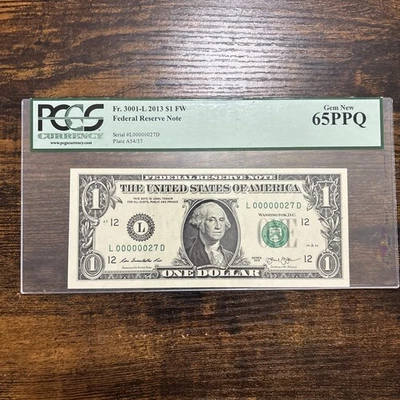 PCGS
CURRENCY
www.pcgscurrency.com
Fr. 3001-L 2013 $1 FW
Federal Reserve Note
Serial #L00000027D
Plate A54/37
Gem New
65PPQ
1
FEDERAL RESERVE NOTE
THE UNITED STATES OF AMERICA
1
THIS NOTE IS LEGAL TENDER
FOR ALL DEBTS, PUBLIC AND PRIVATE
L 00000027 D
WASHINGTON, D.C.
12
L
12
L 00000027 D
12
12
SERIES
2013
1
ONE DOLLAR
1